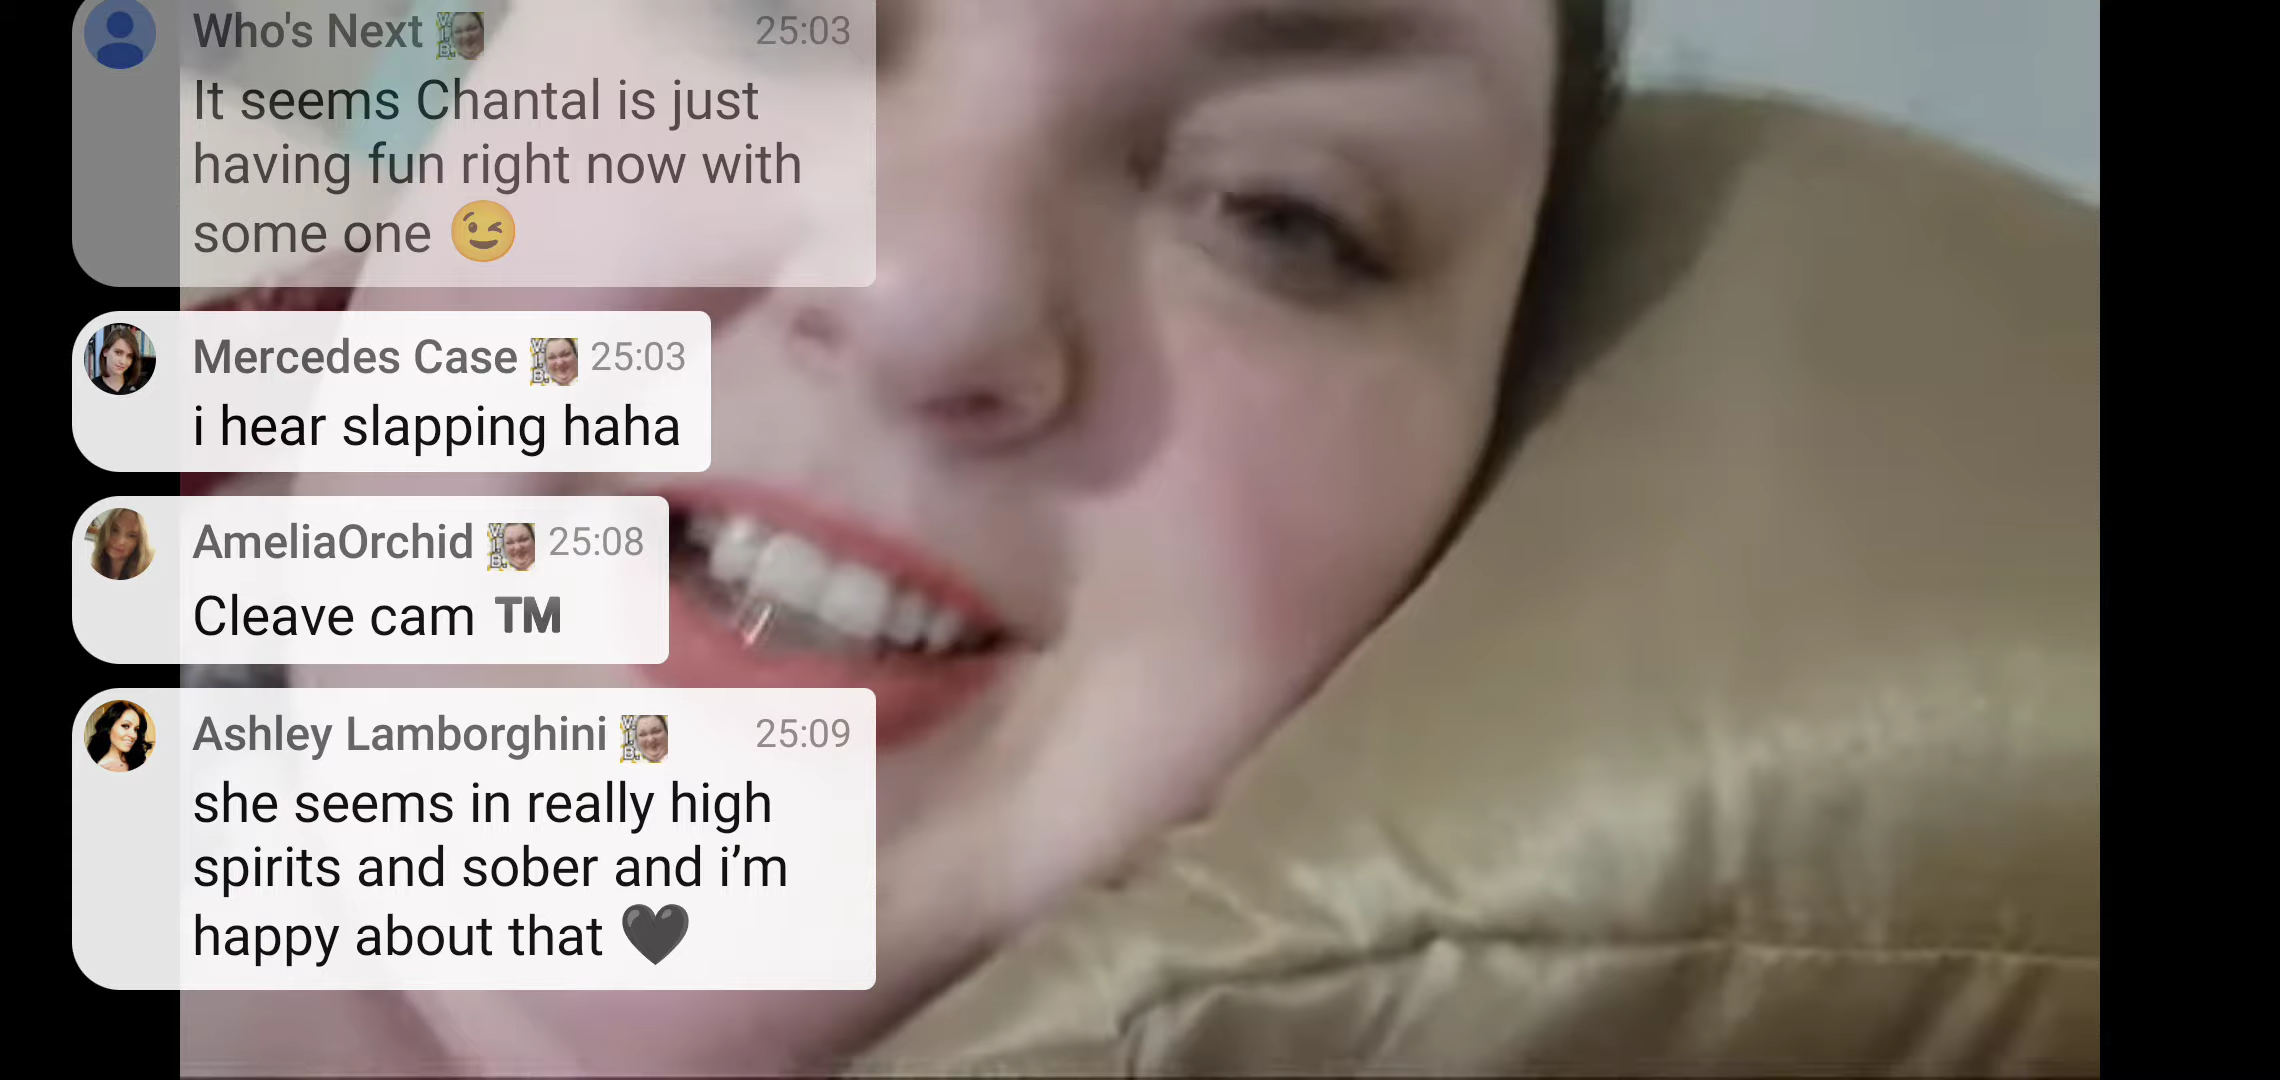 Who's Next 25:03
It seems Chantal is just
having fun right now with
some one 😉
Mercedes Case 25:03
i hear slapping haha
AmeliaOrchid 25:08
Cleave cam ™
Ashley Lamborghini 25:09
she seems in really high
spirits and sober and i’m
happy about that 🖤